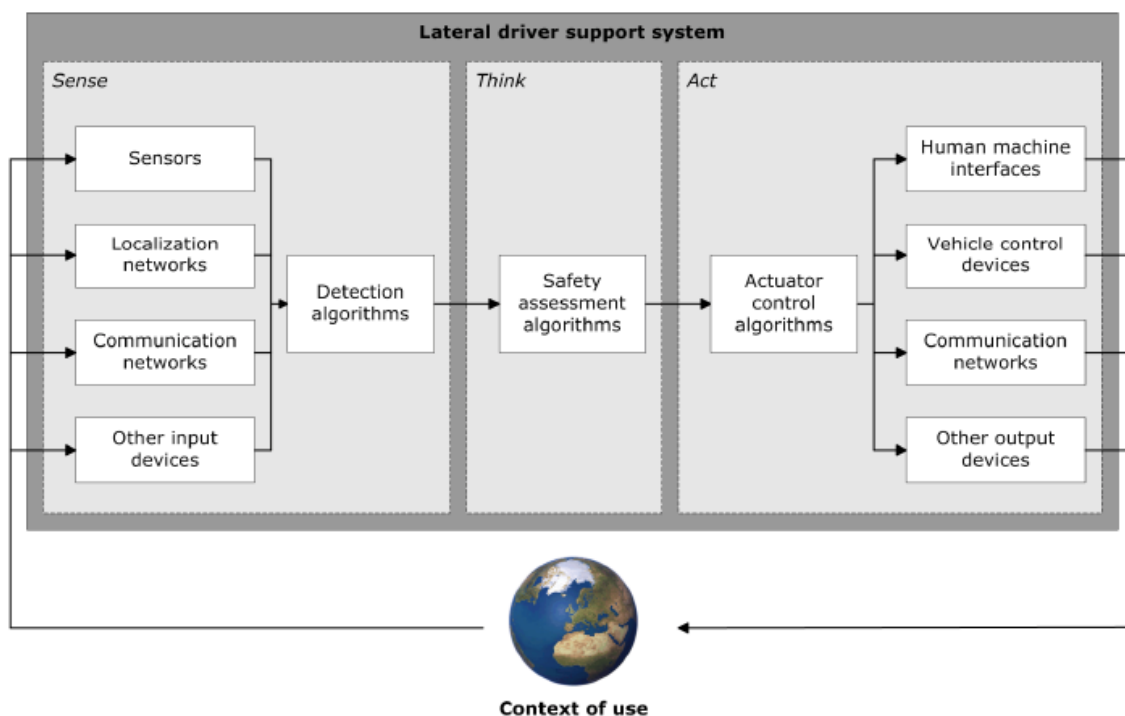 Lateral driver support system
Sense
Think
Act
Sensors
Localization
networks
Communication
networks
Other input
devices
Detection
algorithms
Safety
assessment
algorithms
Actuator
control
algorithms
Human machine
interfaces
Vehicle control
devices
Communication
networks
Other output
devices
Context of use